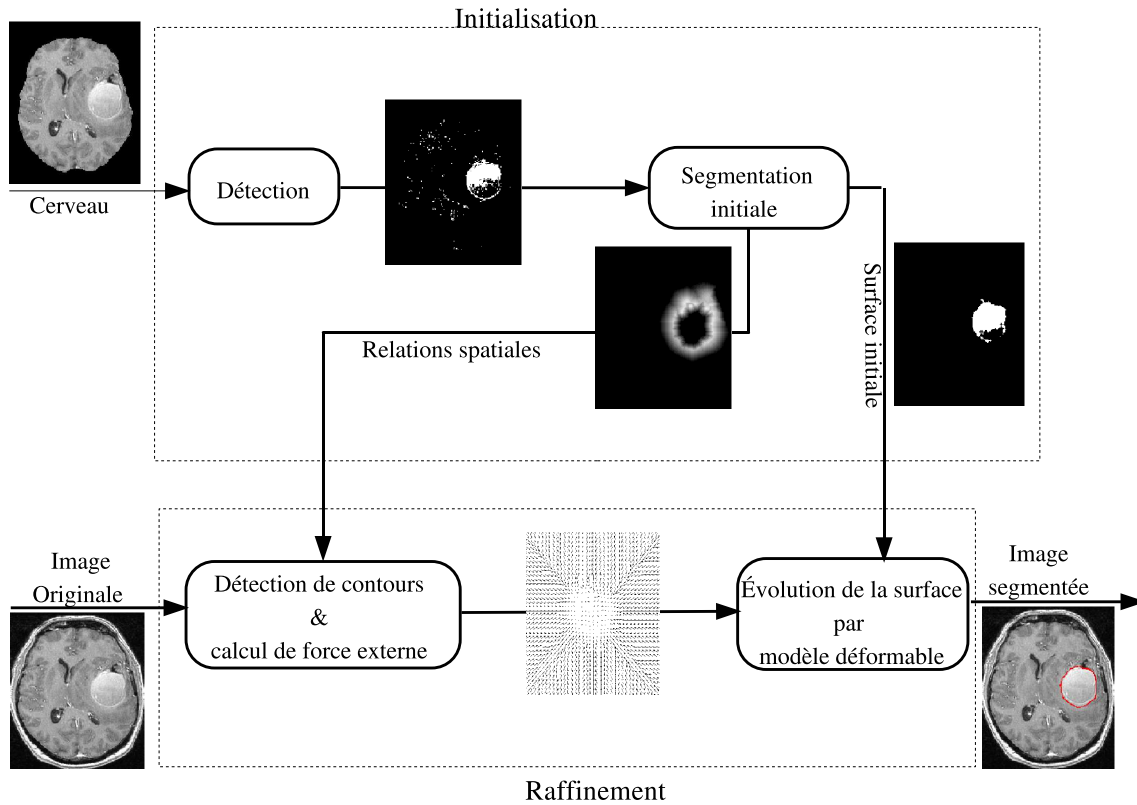 Initialisation
Cerveau
Détection
Segmentation
initiale
Relations spatiales
Surface initiale
Image
Originale
Détection de contours
&
calcul de force externe
Évolution de la surface
par
modèle déformable
Image
segmentée
Raffinement